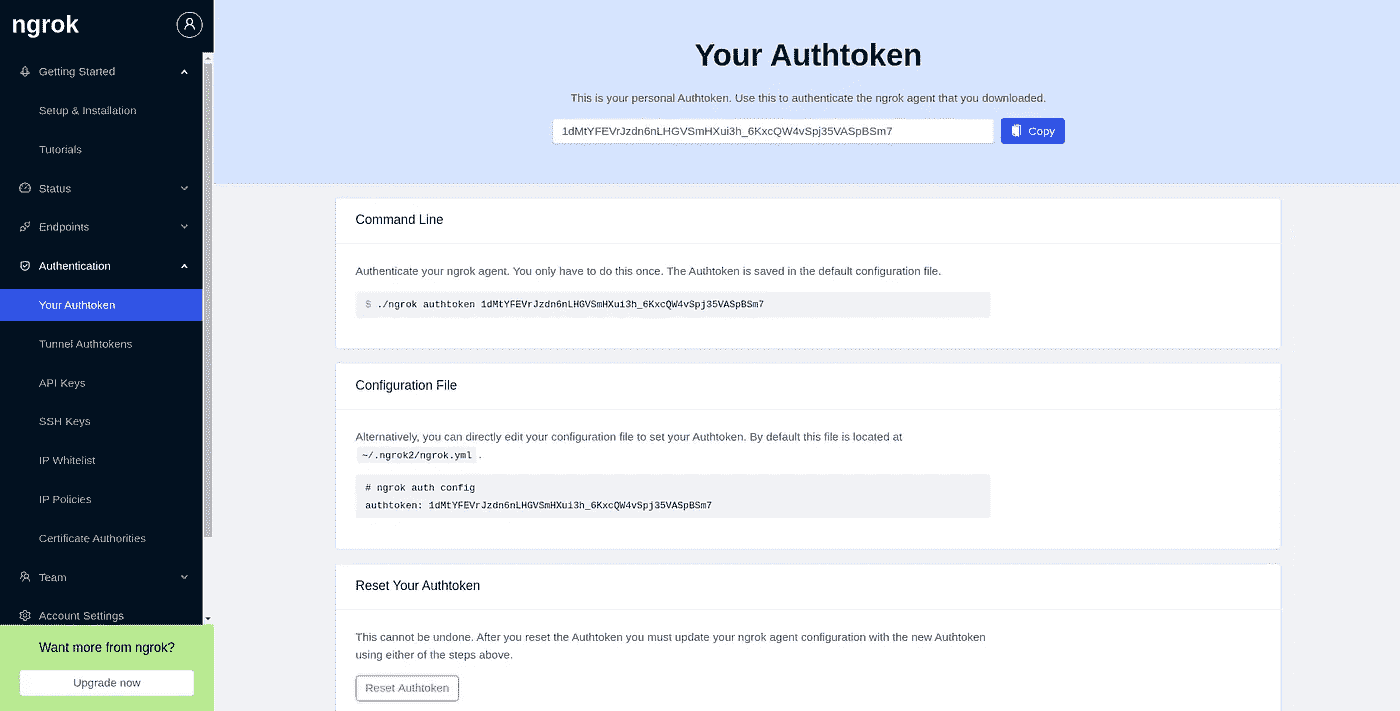 ngrok
Getting Started
Setup & Installation
Tutorials
Status
Endpoints
Authentication
Your Authtoken
Tunnel Authtokens
API Keys
SSH Keys
IP Whitelist
IP Policies
Certificate Authorities
Team
Account Settings
Want more from ngrok?
Upgrade now
Your Authtoken
This is your personal Authtoken. Use this to authenticate the ngrok agent that you downloaded.
1dMtYFEVrJzdn6nLHGVSmHXui3h_6KxcQW4vSpj35VASpBSm7
Copy
Command Line
Authenticate your ngrok agent. You only have to do this once. The Authtoken is saved in the default configuration file.
$ ./ngrok authtoken 1dMtYFEVrJzdn6nLHGVSmHXui3h_6KxcQW4vSpj35VASpBSm7
Configuration File
Alternatively, you can directly edit your configuration file to set your Authtoken. By default this file is located at
~/.ngrok2/ngrok.yml .
# ngrok auth config
authtoken: 1dMtYFEVrJzdn6nLHGVSmHXui3h_6KxcQW4vSpj35VASpBSm7
Reset Your Authtoken
This cannot be undone. After you reset the Authtoken you must update your ngrok agent configuration with the new Authtoken
using either of the steps above.
Reset Authtoken